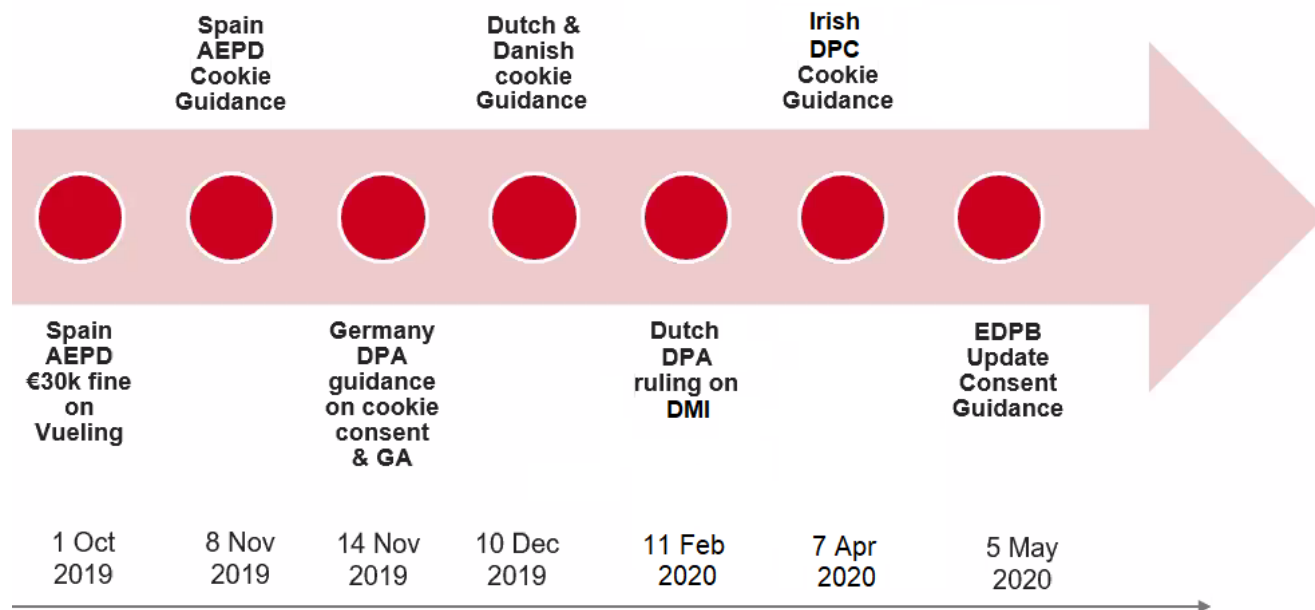 Spain
AEPD
Cookie
Guidance
Dutch &
Danish
cookie
Guidance
Irish
DPC
Cookie
Guidance
Spain
AEPD
€30k fine
on
Vueling
Germany
DPA
guidance
on cookie
consent
& GA
Dutch
DPA
ruling on
DMI
EDPB
Update
Consent
Guidance
1 Oct
2019
8 Nov
2019
14 Nov
2019
10 Dec
2019
11 Feb
2020
7 Apr
2020
5 May
2020